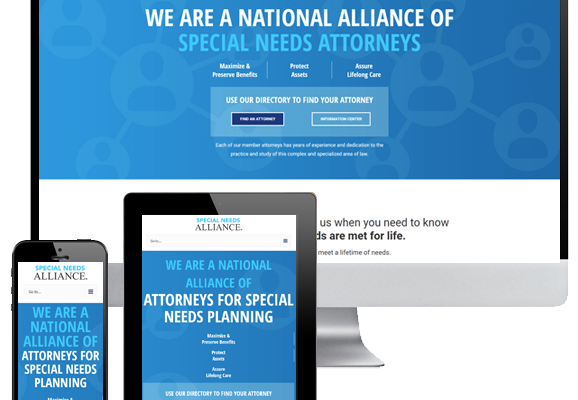 WE ARE A NATIONAL ALLIANCE OF
SPECIAL NEEDS ATTORNEYS
Maximize &
Preserve Benefits
Protect
Assets
Assure
Lifelong Care
USE OUR DIRECTORY TO FIND YOUR ATTORNEY
FIND AN ATTORNEY
INFORMATION CENTER
Each of our member attorneys has years of experience and dedication to the
practice and study of this complex and specialized area of law.
us when you need to know
ds are met for life.
meet a lifetime of needs.
SPECIAL NEEDS
ALLIANCE.
Go to...
WE ARE A NATIONAL
ALLIANCE OF
ATTORNEYS FOR SPECIAL
NEEDS PLANNING
Maximize &
Preserve Benefits
Protect
Assets
Assure
Lifelong Care
USE OUR DIRECTORY TO FIND YOUR ATTORNEY
SPECIAL NEEDS
ALLIANCE.
Go to...
WE ARE A
NATIONAL
ALLIANCE OF
ATTORNEYS FOR
SPECIAL NEEDS
PLANNING
Maximize &